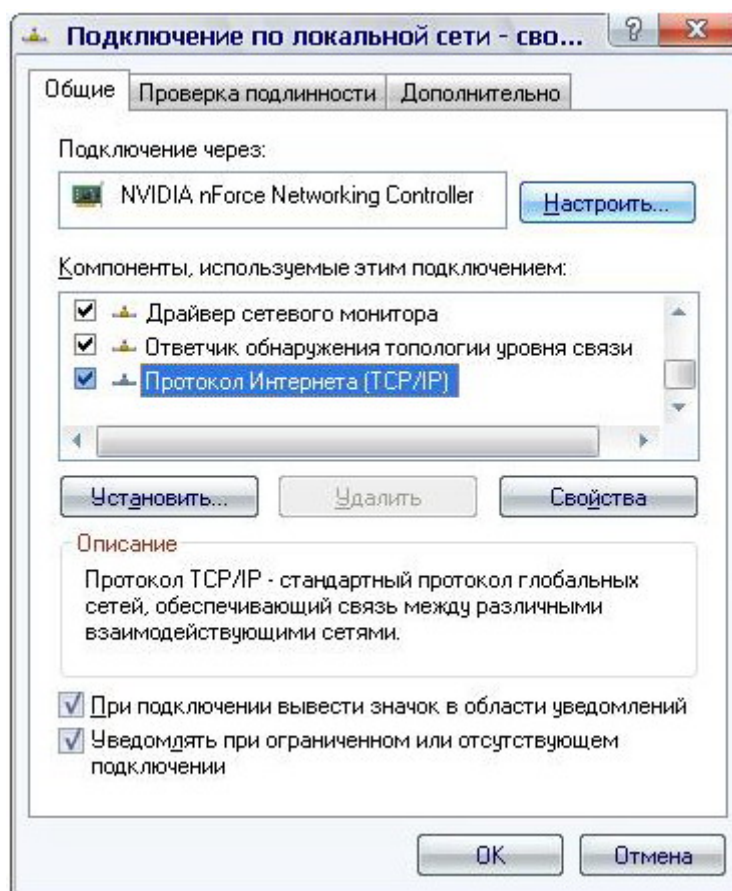 Подключение по локальной сети - сво...
Общие
Проверка подлинности
Дополнительно
Подключение через:
NVIDIA nForce Networking Controller
Настроить...
Компоненты, используемые этим подключением:
Драйвер сетевого монитора
Ответчик обнаружения топологии уровня связи
Протокол Интернета (TCP/IP)
Установить...
Удалить
Свойства
Описание
Протокол TCP/IP - стандартный протокол глобальных
сетей, обеспечивающий связь между различными
взаимодействующими сетями.
При подключении вывести значок в области уведомлений
Уведомлять при ограниченном или отсутствующем
подключении
OK
Отмена